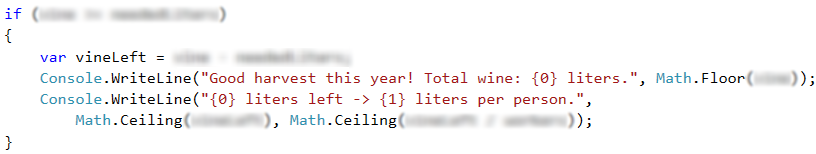 if (
{
var vineLeft =
Console.WriteLine("Good harvest this year! Total wine: {0} liters.", Math.Floor( ));
Console.WriteLine("{0} liters left -> {1} liters per person.",
Math.Ceiling( ), Math.Ceiling( ));
}